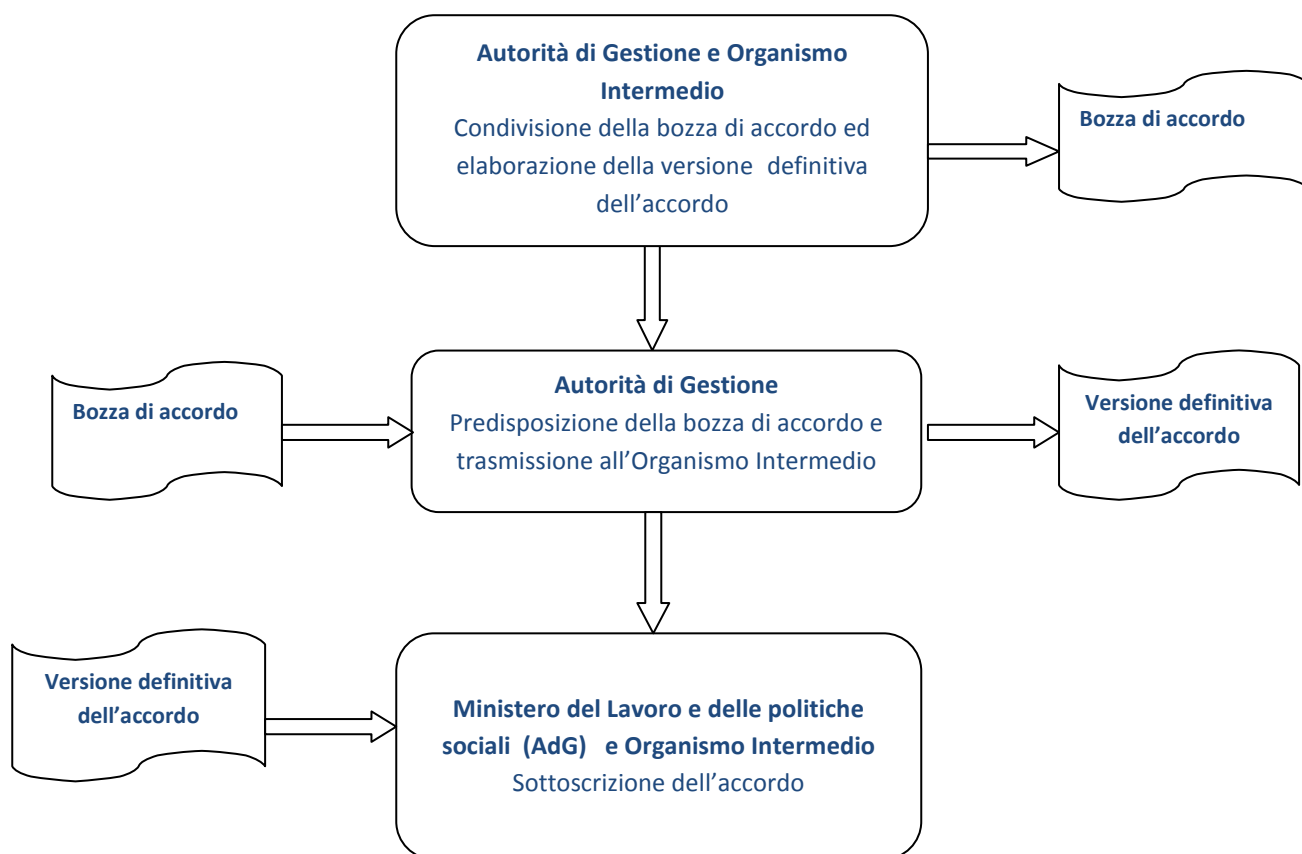 Autorità di Gestione e Organismo
Intermedio
Condivisione della bozza di accordo ed
elaborazione della versione definitiva
dell’accordo
Bozza di accordo
Bozza di accordo
Autorità di Gestione
Predisposizione della bozza di accordo e
trasmissione all’Organismo Intermedio
Versione definitiva
dell’accordo
Versione definitiva
dell’accordo
Ministero del Lavoro e delle politiche
sociali (AdG) e Organismo Intermedio
Sottoscrizione dell’accordo